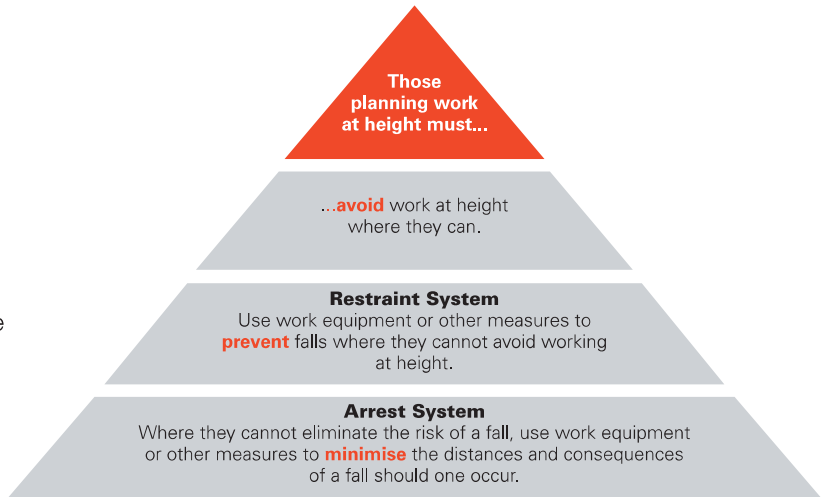 Those
planning work
at height must...
...avoid work at height
where they can.
Restraint System
Use work equipment or other measures to
prevent falls where they cannot avoid working
at height.
e
Arrest System
Where they cannot eliminate the risk of a fall, use work equipment
or other measures to minimise the distances and consequences
of a fall should one occur.